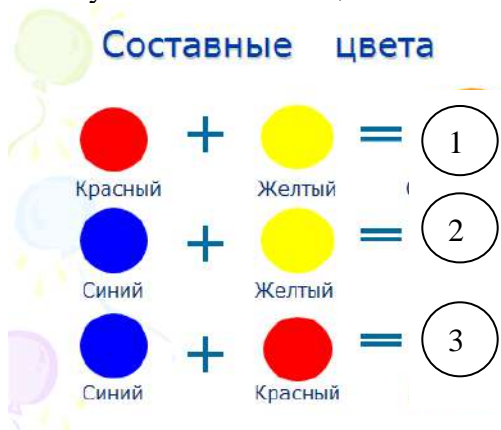 Составные цвета
+ = 1
Красный Желтый
+ = 2
Синий Желтый
+ = 3
Синий Красный